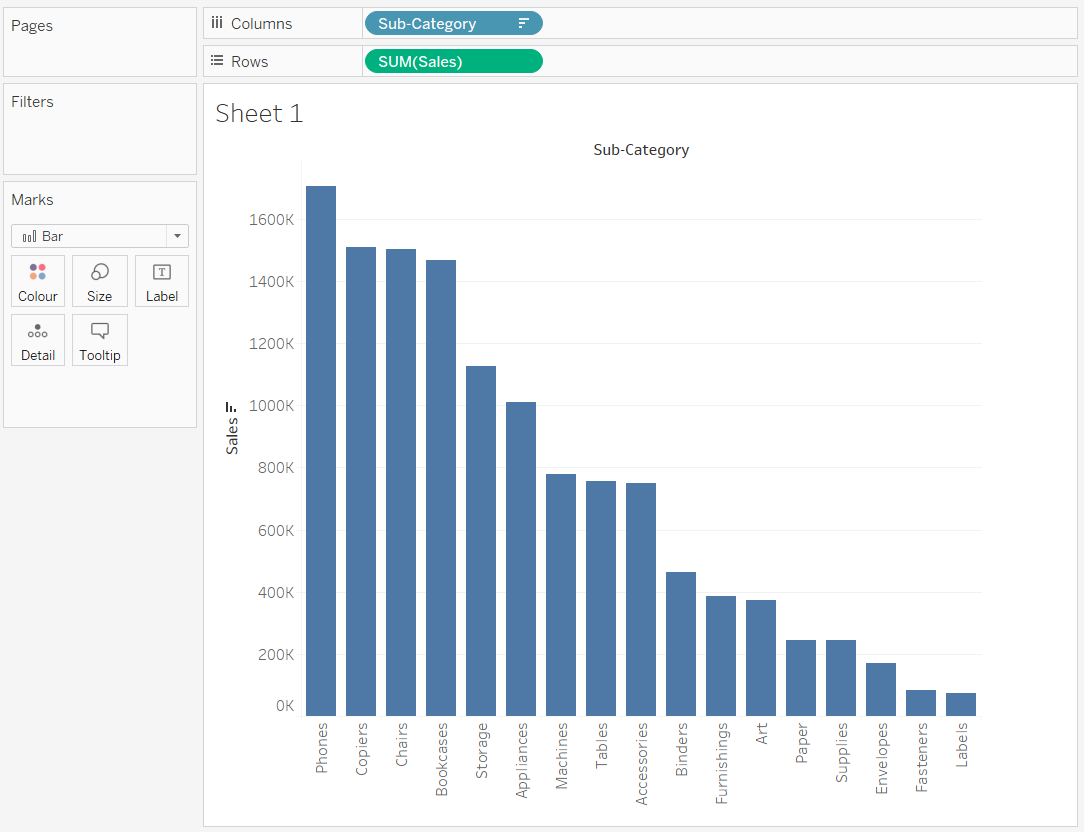 Pages
Columns
Sub-Category
Rows
SUM(Sales)
Filters
Marks
Bar
Colour
Size
Label
Detail
Tooltip
Sheet 1
Sub-Category
Sales
1600K
1400K
1200K
1000K
800K
600K
400K
200K
0K
Phones
Copiers
Chairs
Bookcases
Storage
Appliances
Machines
Tables
Accessories
Binders
Furnishings
Art
Paper
Supplies
Envelopes
Fasteners
Labels